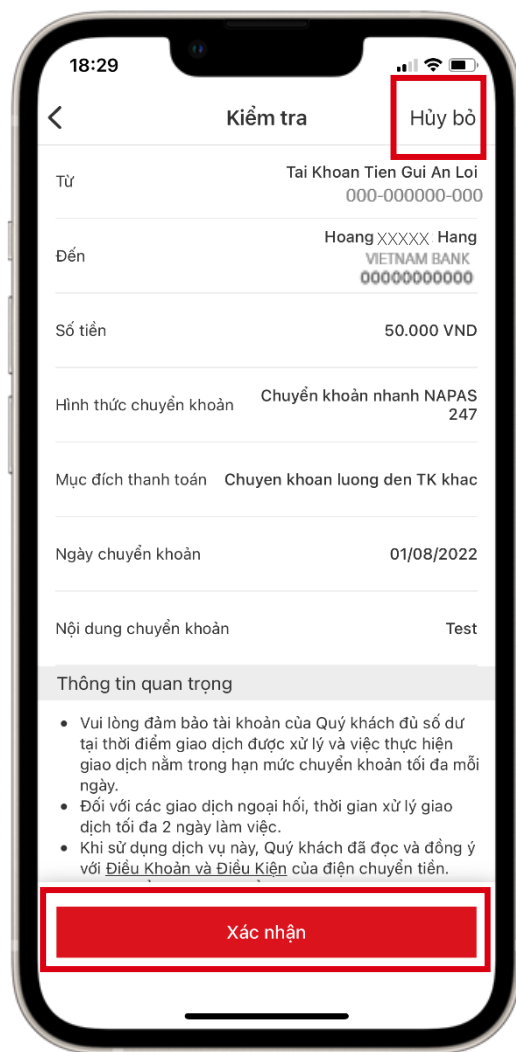 18:29
Kiểm tra
Hủy bỏ
Từ
Tai Khoan Tien Gui An Loi
000-000000-000
Đến
Hoang XXXXX Hang
VIETNAM BANK
00000000000
Số tiền
50.000 VND
Hình thức chuyển khoản
Chuyển khoản nhanh NAPAS
247
Mục đích thanh toán
Chuyen khoan luong den TK khac
Ngày chuyển khoản
01/08/2022
Nội dung chuyển khoản
Test
Thông tin quan trọng
• Vui lòng đảm bảo tài khoản của Quý khách đủ số dư
tại thời điểm giao dịch được xử lý và việc thực hiện
giao dịch nằm trong hạn mức chuyển khoản tối đa mỗi
ngày.
• Đối với các giao dịch ngoại hối, thời gian xử lý giao
dịch tối đa 2 ngày làm việc.
• Khi sử dụng dịch vụ này, Quý khách đã đọc và đồng ý
với Điều Khoản và Điều Kiện của điện chuyển tiền.
Xác nhận